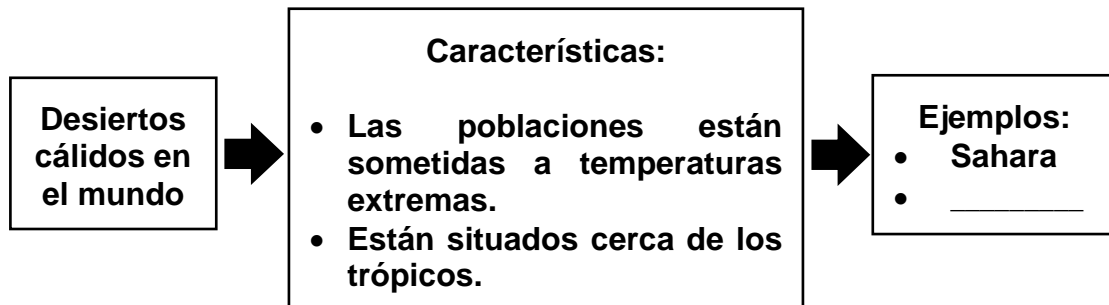 Desiertos
cálidos en
el mundo
Características:
• Las poblaciones están
sometidas a temperaturas
extremas.
• Están situados cerca de los
trópicos.
Ejemplos:
• Sahara
• _________